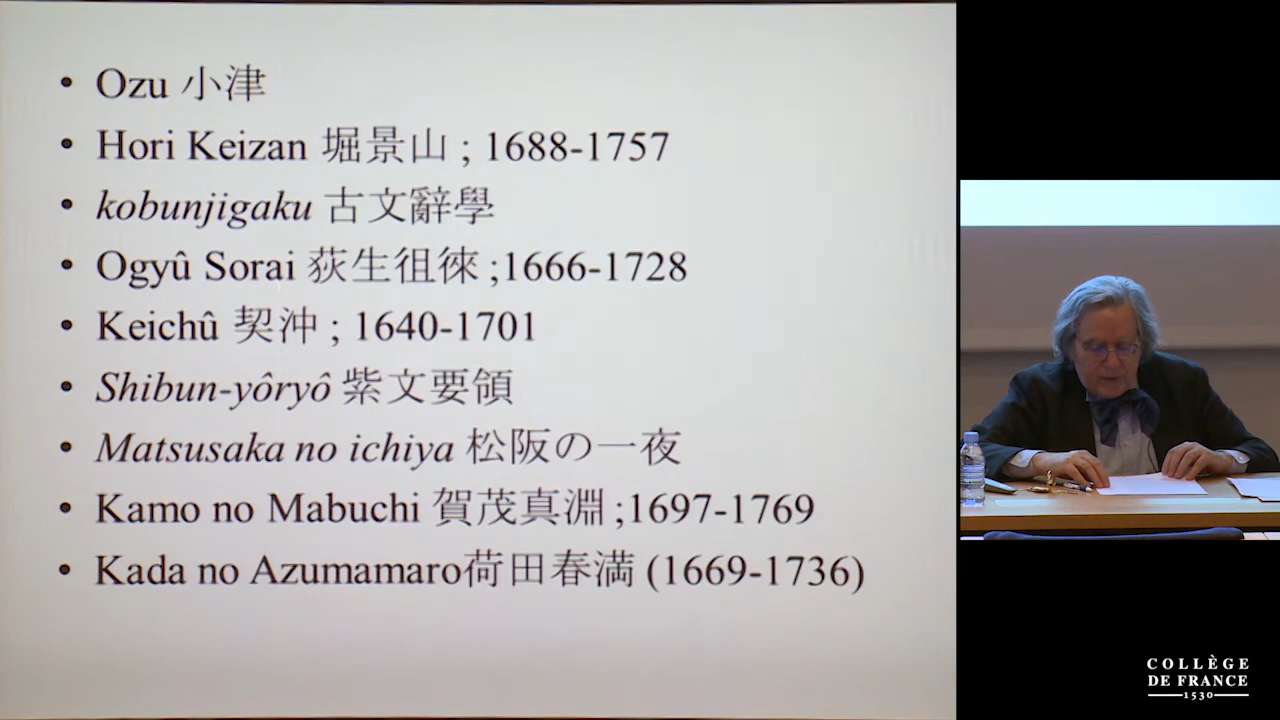 • Ozu 小津
• Hori Keizan 堀景山 ; 1688-1757
• kobunjigaku 古文辭學
• Ogyû Sorai 荻生徂徠 ;1666-1728
• Keichû 契沖 ; 1640-1701
• Shibun-yôryô 紫文要領
• Matsusaka no ichiya 松阪の一夜
• Kamo no Mabuchi 賀茂真淵 ;1697-1769
• Kada no Azumamaro荷田春満 (1669-1736)
COLLÈGE
DE FRANCE
1530